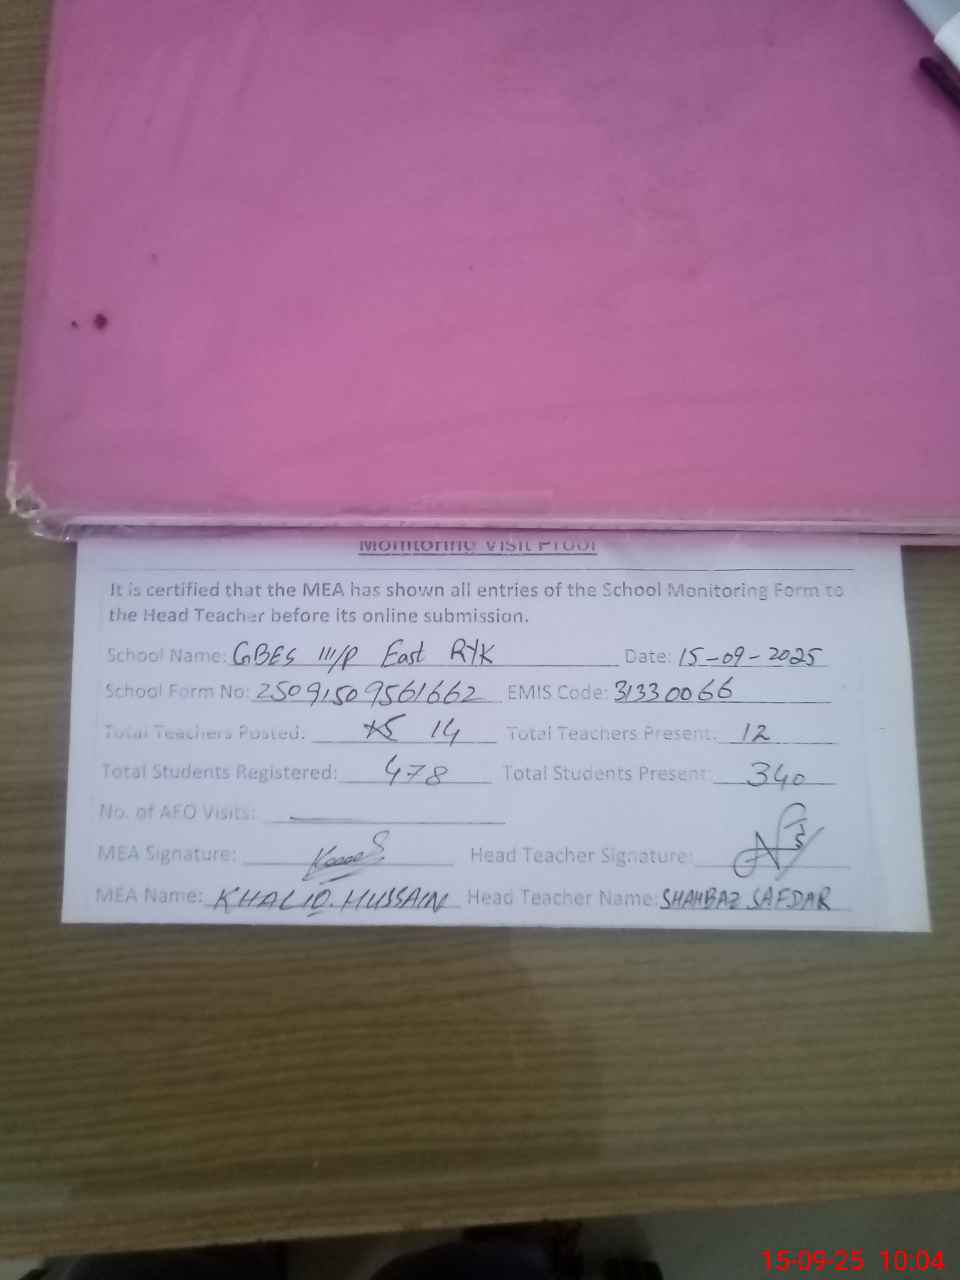 Monitoring Visit Proof
It is certified that the MEA has shown all entries of the School Monitoring Form to
the Head Teacher before its online submission.
School Name: GBES 111/P East RYK Date: 15-09-2025
School Form No: 25091509561662 EMIS Code: 31330066
Total Teachers Posted: 14 Total Teachers Present: 12
Total Students Registered: 478 Total Students Present: 340
No. of AEO Visits:
MEA Signature: Head Teacher Signature:
MEA Name: KHALIQ. HUSSAIN Head Teacher Name: SHAHBAZ SAFDAR
15-09-25 10:04